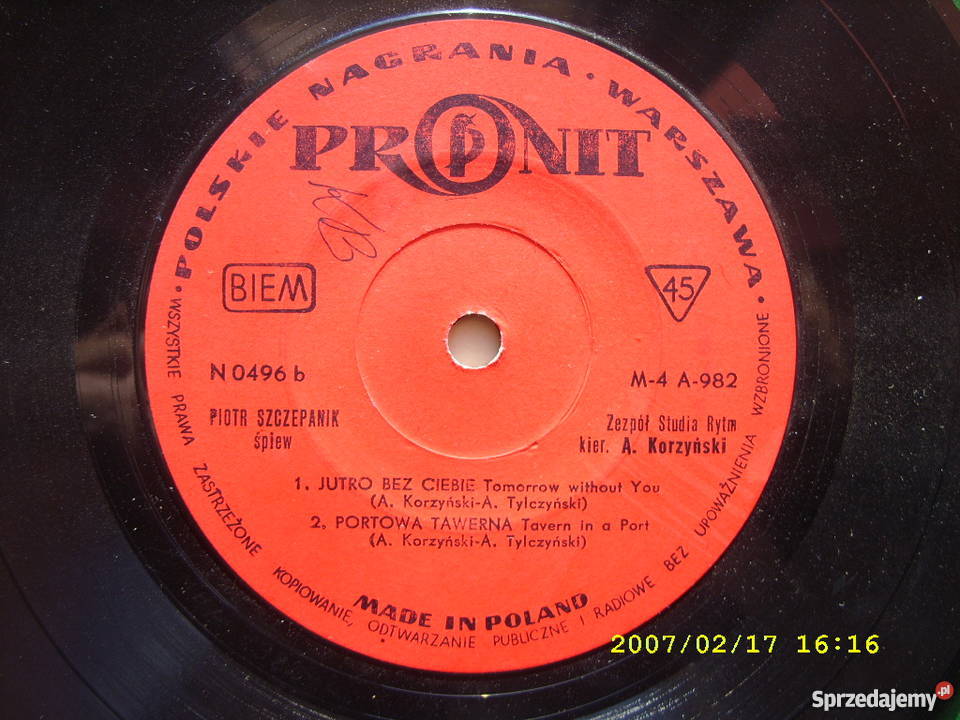 • POLSKIE NAGRANIA • WARSZAWA •
PRONIT
BIEM
45
N 0496 b
M-4 A-982
PIOTR SZCZEPANIK
śpiew
Zezpół Studia Rytm
kier. A. Korzyński
1. JUTRO BEZ CIEBIE Tomorrow without You
(A. Korzyński-A. Tylczyński)
2, PORTOWA TAWERNA Tavern in a Port
(A. Korzyński-A. Tylczyński)
MADE IN POLAND
WSZYSTKIE PRAWA ZASTRZEŻONE KOPIOWANIE, ODTWARZANIE PUBLICZNE I RADIOWE BEZ UPOWAŻNIENIA WZBRONIONE
2007/02/17 16:16
Sprzedajemy.pl